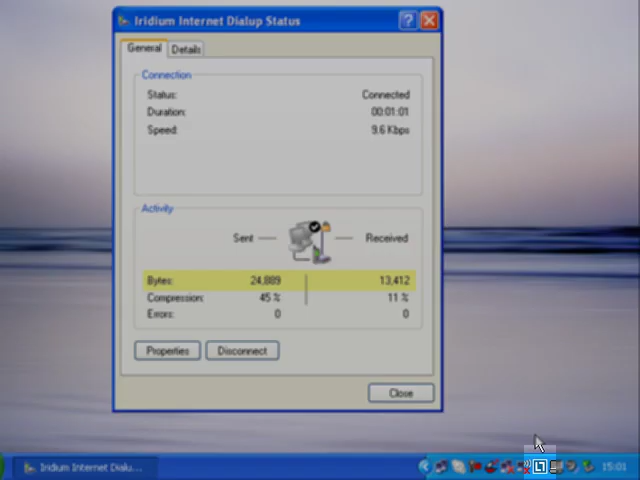 Iridium Internet Dialup Status
General Details
Connection
Status: Connected
Duration: 00:01:01
Speed: 9.6 Kbps
Activity
Sent Received
Bytes: 24,889 13,412
Compression: 45 % 11 %
Errors: 0 0
Properties Disconnect
Close
Iridium Internet Dialu... 15:01